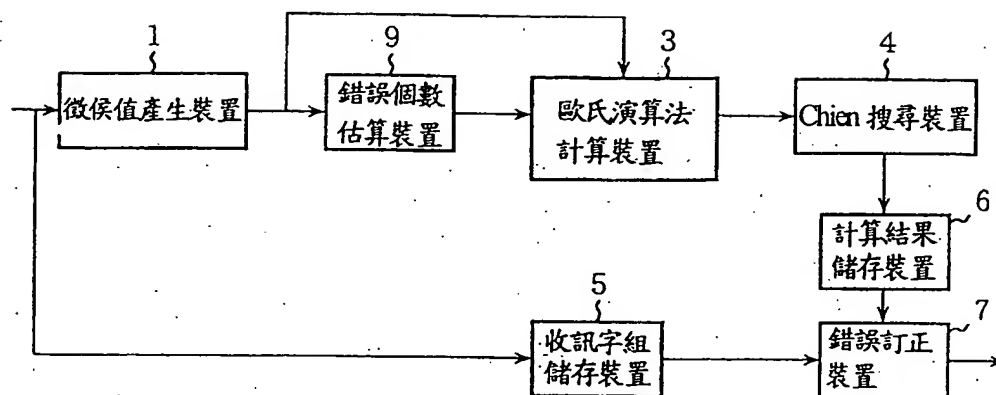 1
徵侯值產生裝置
9
錯誤個數
估算裝置
3
歐氏演算法
計算裝置
4
Chien 搜尋裝置
6
計算結果
儲存裝置
5
收訊字組
儲存裝置
7
錯誤訂正
裝置